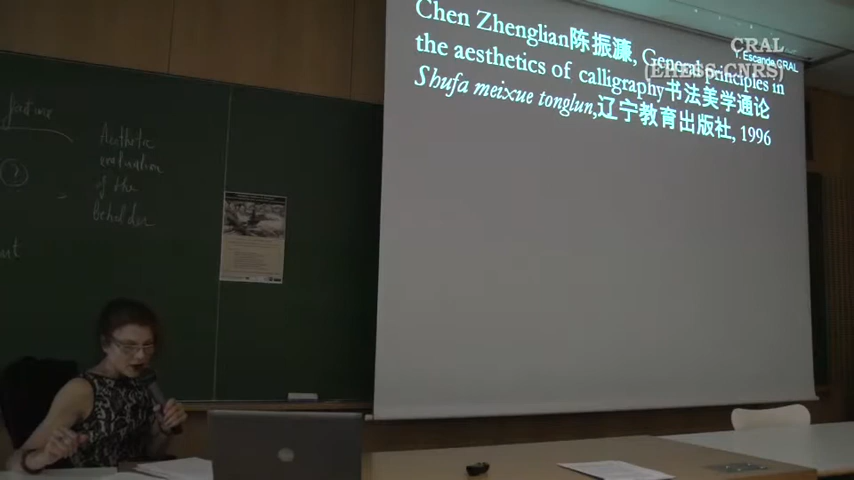 Chen Zhenglian陈振濂, General principles in
the aesthetics of calligraphy书法美学通论
Shufa meixue tonglun,辽宁教育出版社, 1996
Y. Escande CRAL
CRAL
(EHESS-CNRS)
Aesthetic
evaluation
of the
beholder
?